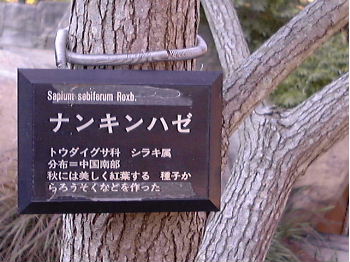 Sapium sebiferum Roxb.
ナンキンハゼ
トウダイグサ科 シラキ属
分布＝中国南部
秋には美しく紅葉する 種子か
らろうそくなどを作った